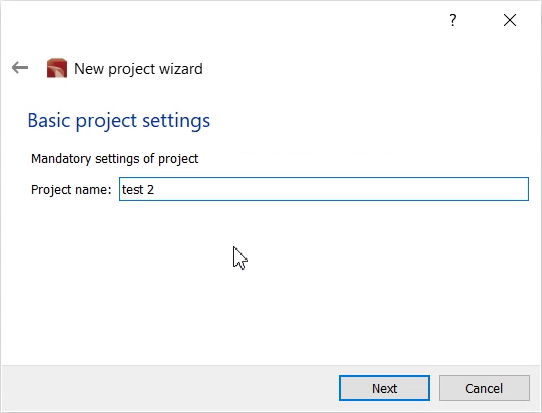 ?
New project wizard
Basic project settings
Mandatory settings of project
Project name: test 2
Next Cancel